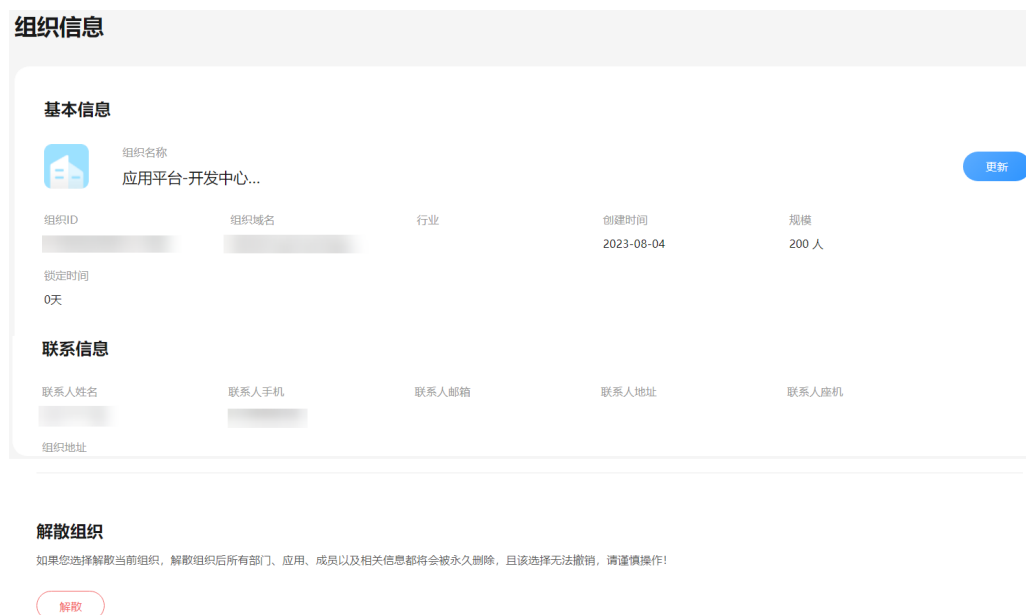 组织信息
基本信息
组织名称
应用平台-开发中心...
更新
组织ID 组织域名 行业 创建时间 规模
2023-08-04 200 人
锁定时间
0天
联系信息
联系人姓名 联系人手机 联系人邮箱 联系人地址 联系人座机
组织地址
解散组织
如果您选择解散当前组织，解散组织后所有部门、应用、成员以及相关信息都将会被永久删除，且该选择无法撤销，请谨慎操作！
解散